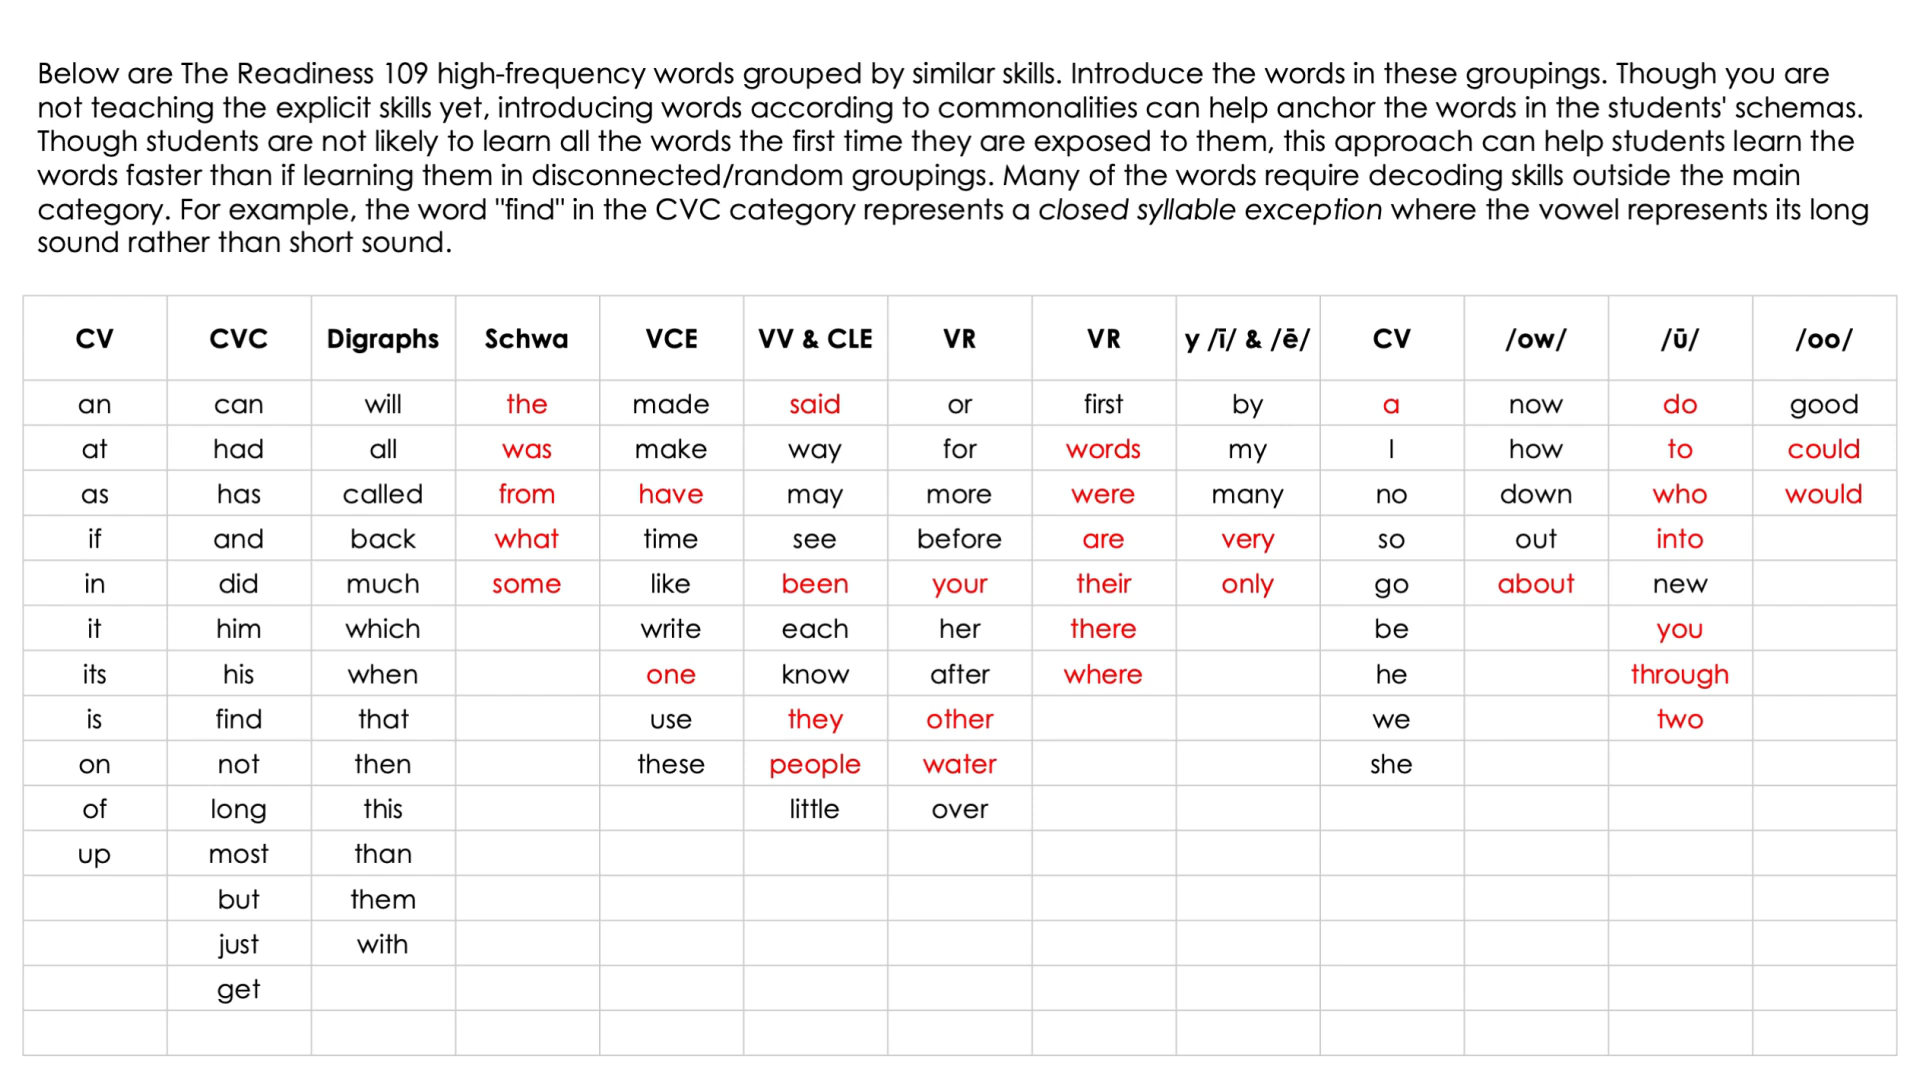 Below are The Readiness 109 high-frequency words grouped by similar skills. Introduce the words in these groupings. Though you are
not teaching the explicit skills yet, introducing words according to commonalities can help anchor the words in the students' schemas.
Though students are not likely to learn all the words the first time they are exposed to them, this approach can help students learn the
words faster than if learning them in disconnected/random groupings. Many of the words require decoding skills outside the main
category. For example, the word "find" in the CVC category represents a closed syllable exception where the vowel represents its long
sound rather than short sound.
CV CVC Digraphs Schwa VCE VV & CLE VR VR y /ī/ & /ē/ CV /ow/ /ū/ /oo/
an can will the made said or first by a now do good
at had all was make way for words my I how to could
as has called from have may more were many no down who would
if and back what time see before are very so out into
in did much some like been your their only go about new
it him which write each her there be you
its his when one know after where he through
is find that use they other we two
on not then these people water she
of long this little over
up most than
but them
just with
get